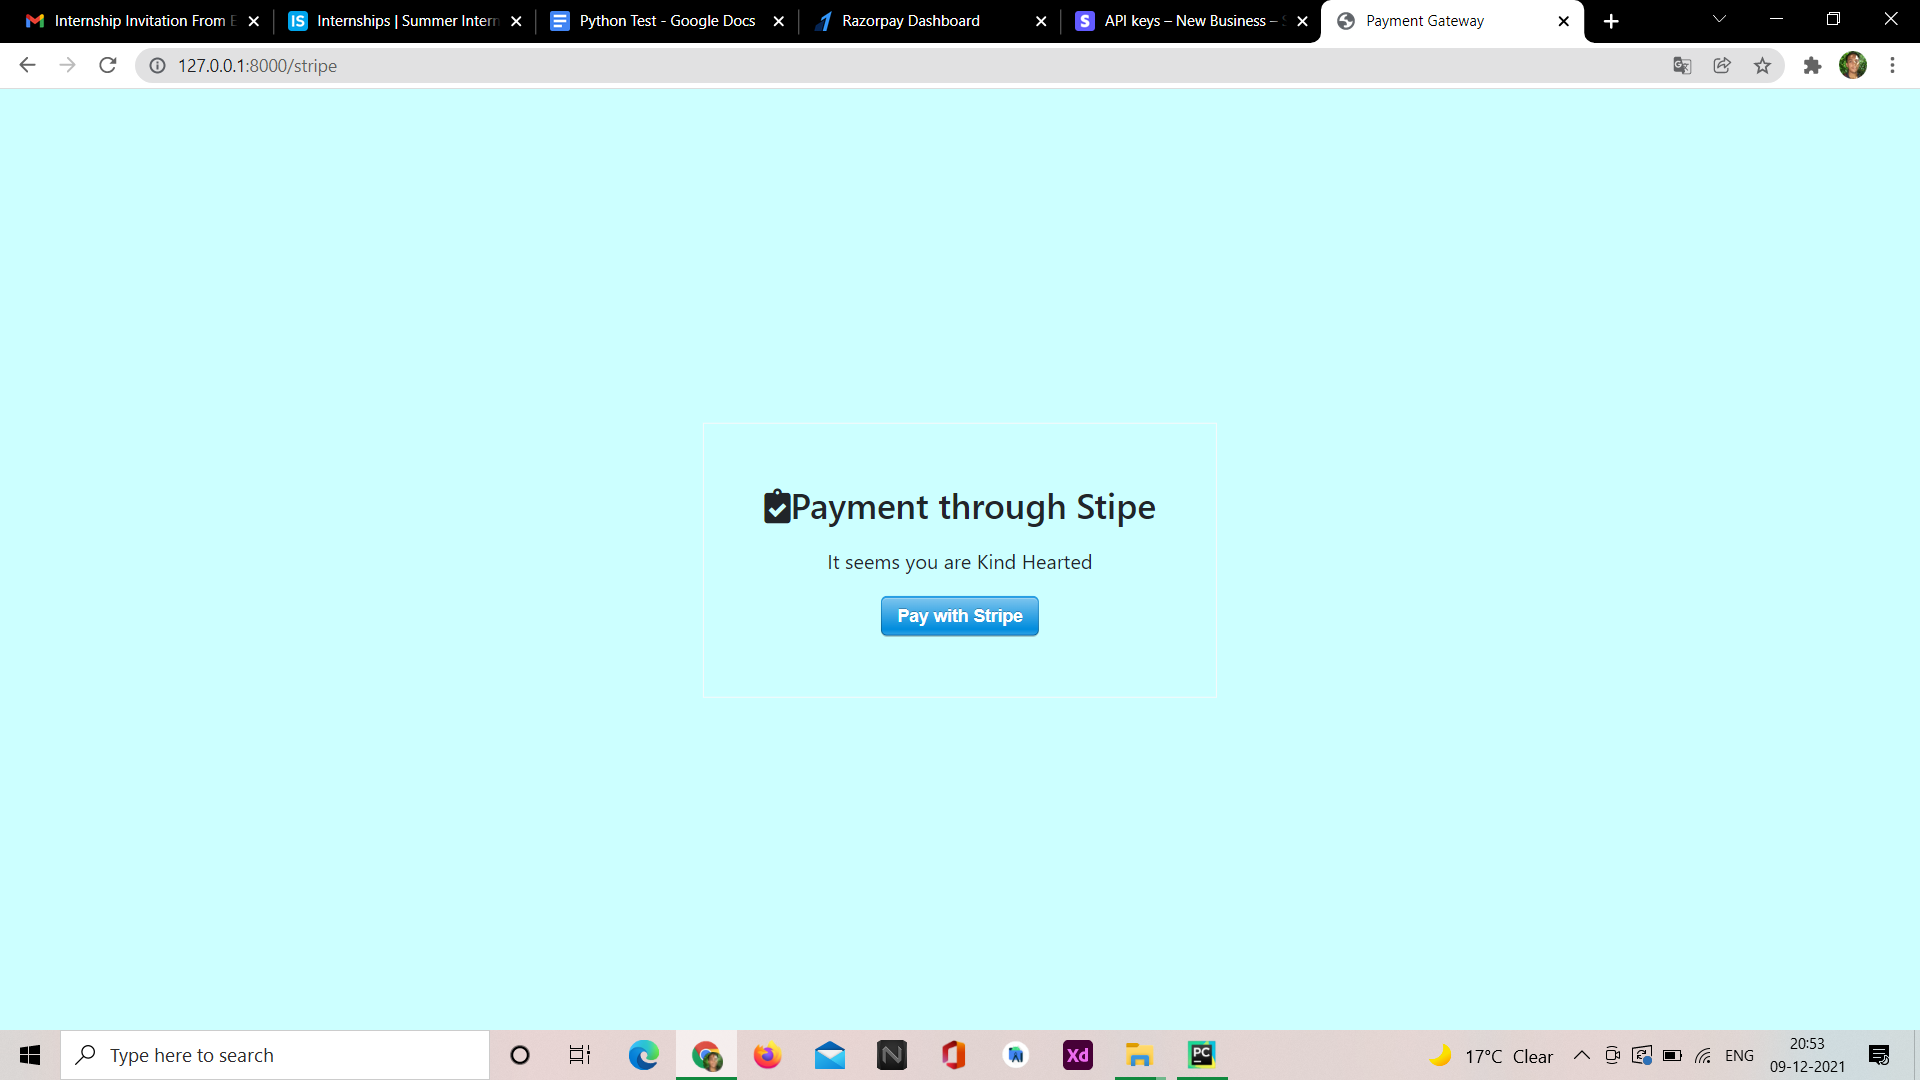 Internship Invitation From E
Internships | Summer Intern
Python Test - Google Docs
Razorpay Dashboard
API keys – New Business – S
Payment Gateway
127.0.0.1:8000/stripe
Payment through Stipe
It seems you are Kind Hearted
Pay with Stripe
Type here to search
17°C Clear
ENG
20:53
09-12-2021